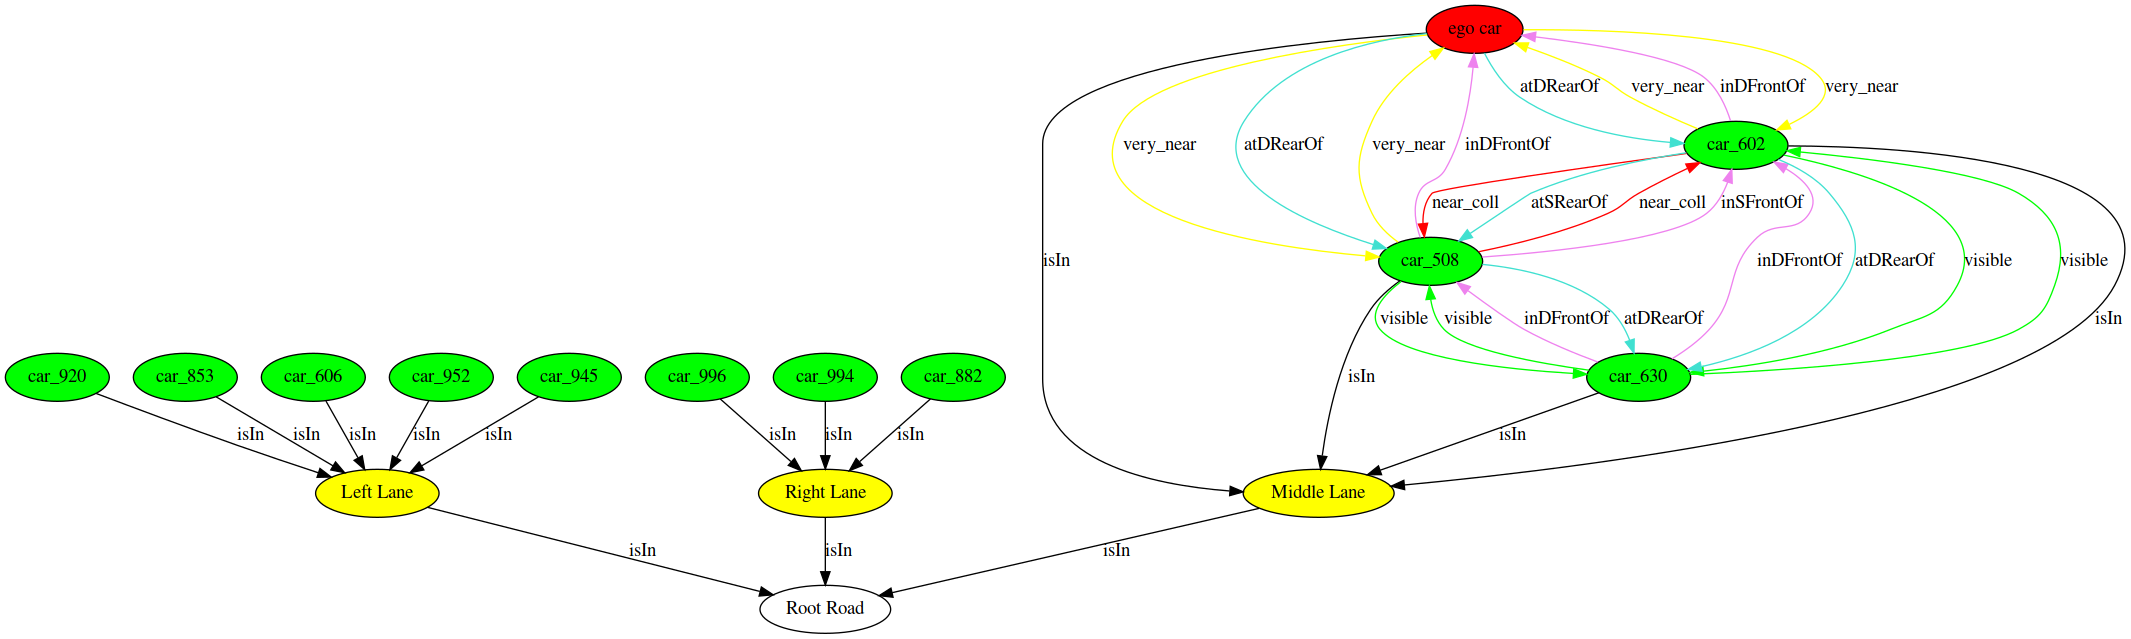 ego car
atDRearOf
very_near
inDFrontOf
very_near
car_602
very_near
atDRearOf
very_near
inDFrontOf
near_coll
atSRearOf
near_coll
inSFrontOf
isIn
car_508
inDFrontOf
atDRearOf
visible
visible
visible
visible
inDFrontOf
atDRearOf
isIn
car_920
car_853
car_606
car_952
car_945
car_996
car_994
car_882
isIn
car_630
isIn
isIn
isIn
isIn
isIn
isIn
isIn
isIn
isIn
Left Lane
Right Lane
Middle Lane
isIn
isIn
isIn
Root Road